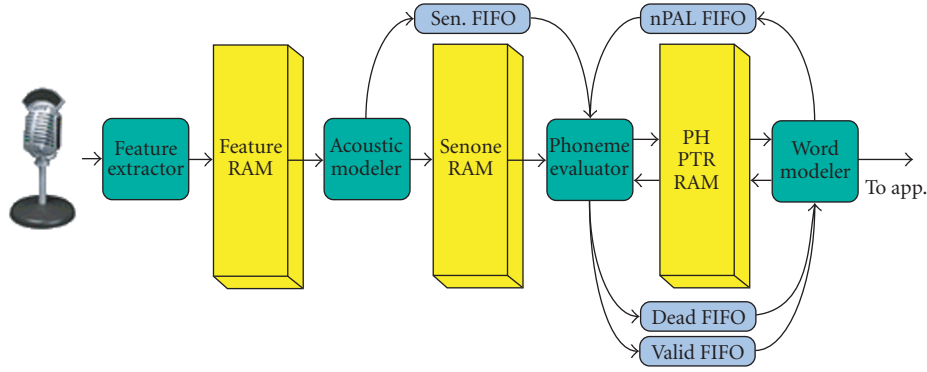 Sen. FIFO
nPAL FIFO
Feature
extractor
Feature
RAM
Acoustic
modeler
Senone
RAM
Phoneme
evaluator
PH
PTR
RAM
Word
modeler
To app.
Dead FIFO
Valid FIFO